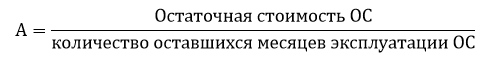 Остаточная стоимость ОС
А =
количество оставшихся месяцев эксплуатации ОС